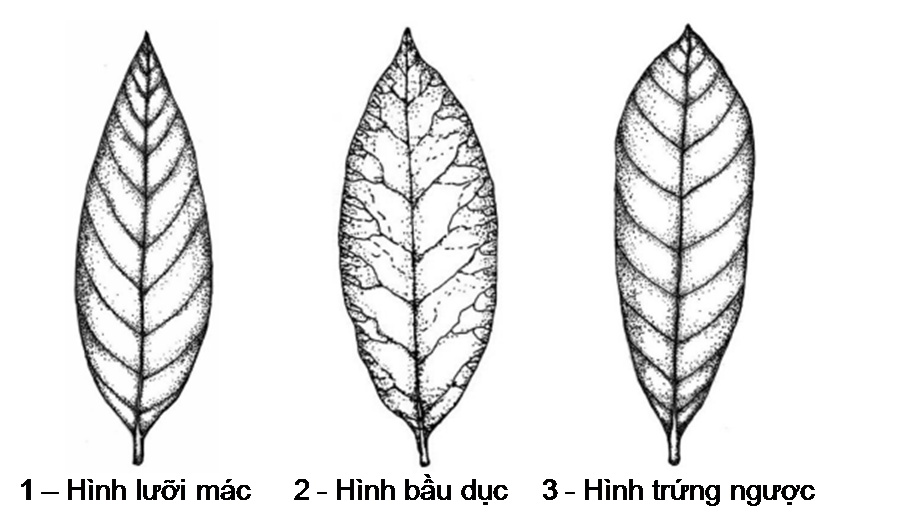 1 – Hình lưỡi mác 2 - Hình bầu dục 3 - Hình trứng ngược